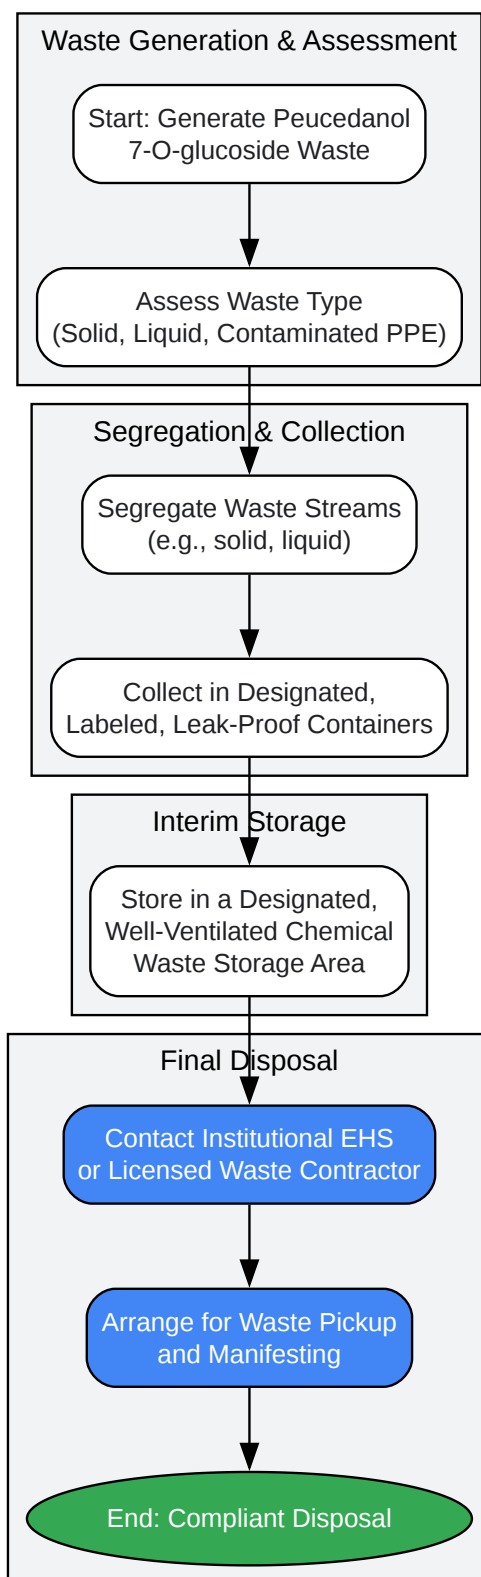 Waste Generation & Assessment
Start: Generate Peucedanol
7-O-glucoside Waste
Assess Waste Type
(Solid, Liquid, Contaminated PPE)
Segregation & Collection
Segregate Waste Streams
(e.g., solid, liquid)
Collect in Designated,
Labeled, Leak-Proof Containers
Interim Storage
Store in a Designated,
Well-Ventilated Chemical
Waste Storage Area
Final Disposal
Contact Institutional EHS
or Licensed Waste Contractor
Arrange for Waste Pickup
and Manifesting
End: Compliant Disposal